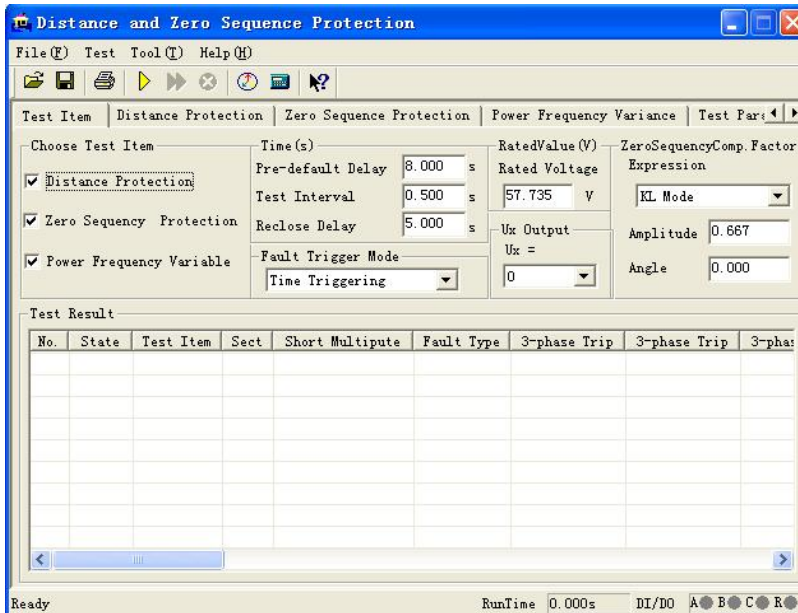 Distance and Zero Sequence Protection
File(F) Test Tool(T) Help(H)
Test Item Distance Protection Zero Sequence Protection Power Frequency Variance Test Para
Choose Test Item
Distance Protection
Zero Sequency Protection
Power Frequency Variable
Time(s)
Pre-default Delay 8.000 s
Test Interval 0.500 s
Reclose Delay 5.000 s
Fault Trigger Mode
Time Triggering
RatedValue(V)
Rated Voltage
57.735 V
Ux Output
Ux =
0
ZeroSequencyComp.Factor
Expression
KL Mode
Amplitude 0.667
Angle 0.000
Test Result
No. State Test Item Sect Short Multipute Fault Type 3-phase Trip 3-phase Trip 3-phas
Ready RunTime 0.000s DI/DO A B C R